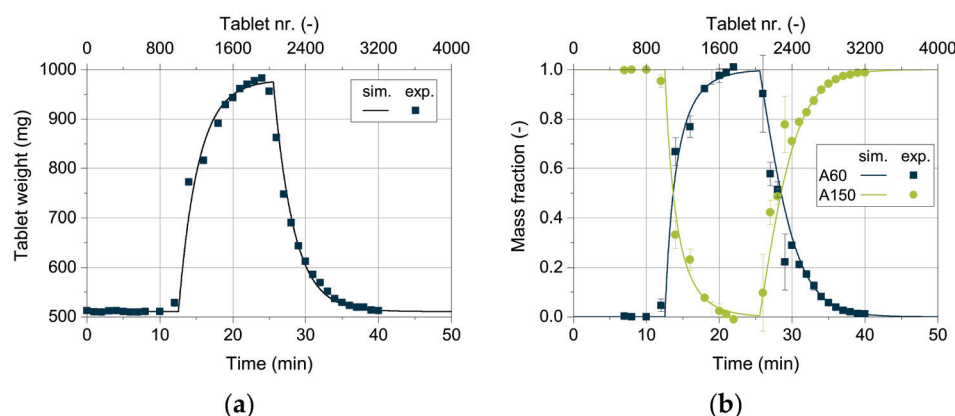 Tablet nr. (-)
0 800 1600 2400 3200 4000
1000
900
800
700
600
500
Tablet weight (mg)
sim. exp.
0 10 20 30 40 50
Time (min)
(a)
Tablet nr. (-)
0 800 1600 2400 3200 4000
1.0
0.8
0.6
0.4
0.2
0.0
Mass fraction (-)
sim. exp.
A60
A150
0 10 20 30 40 50
Time (min)
(b)